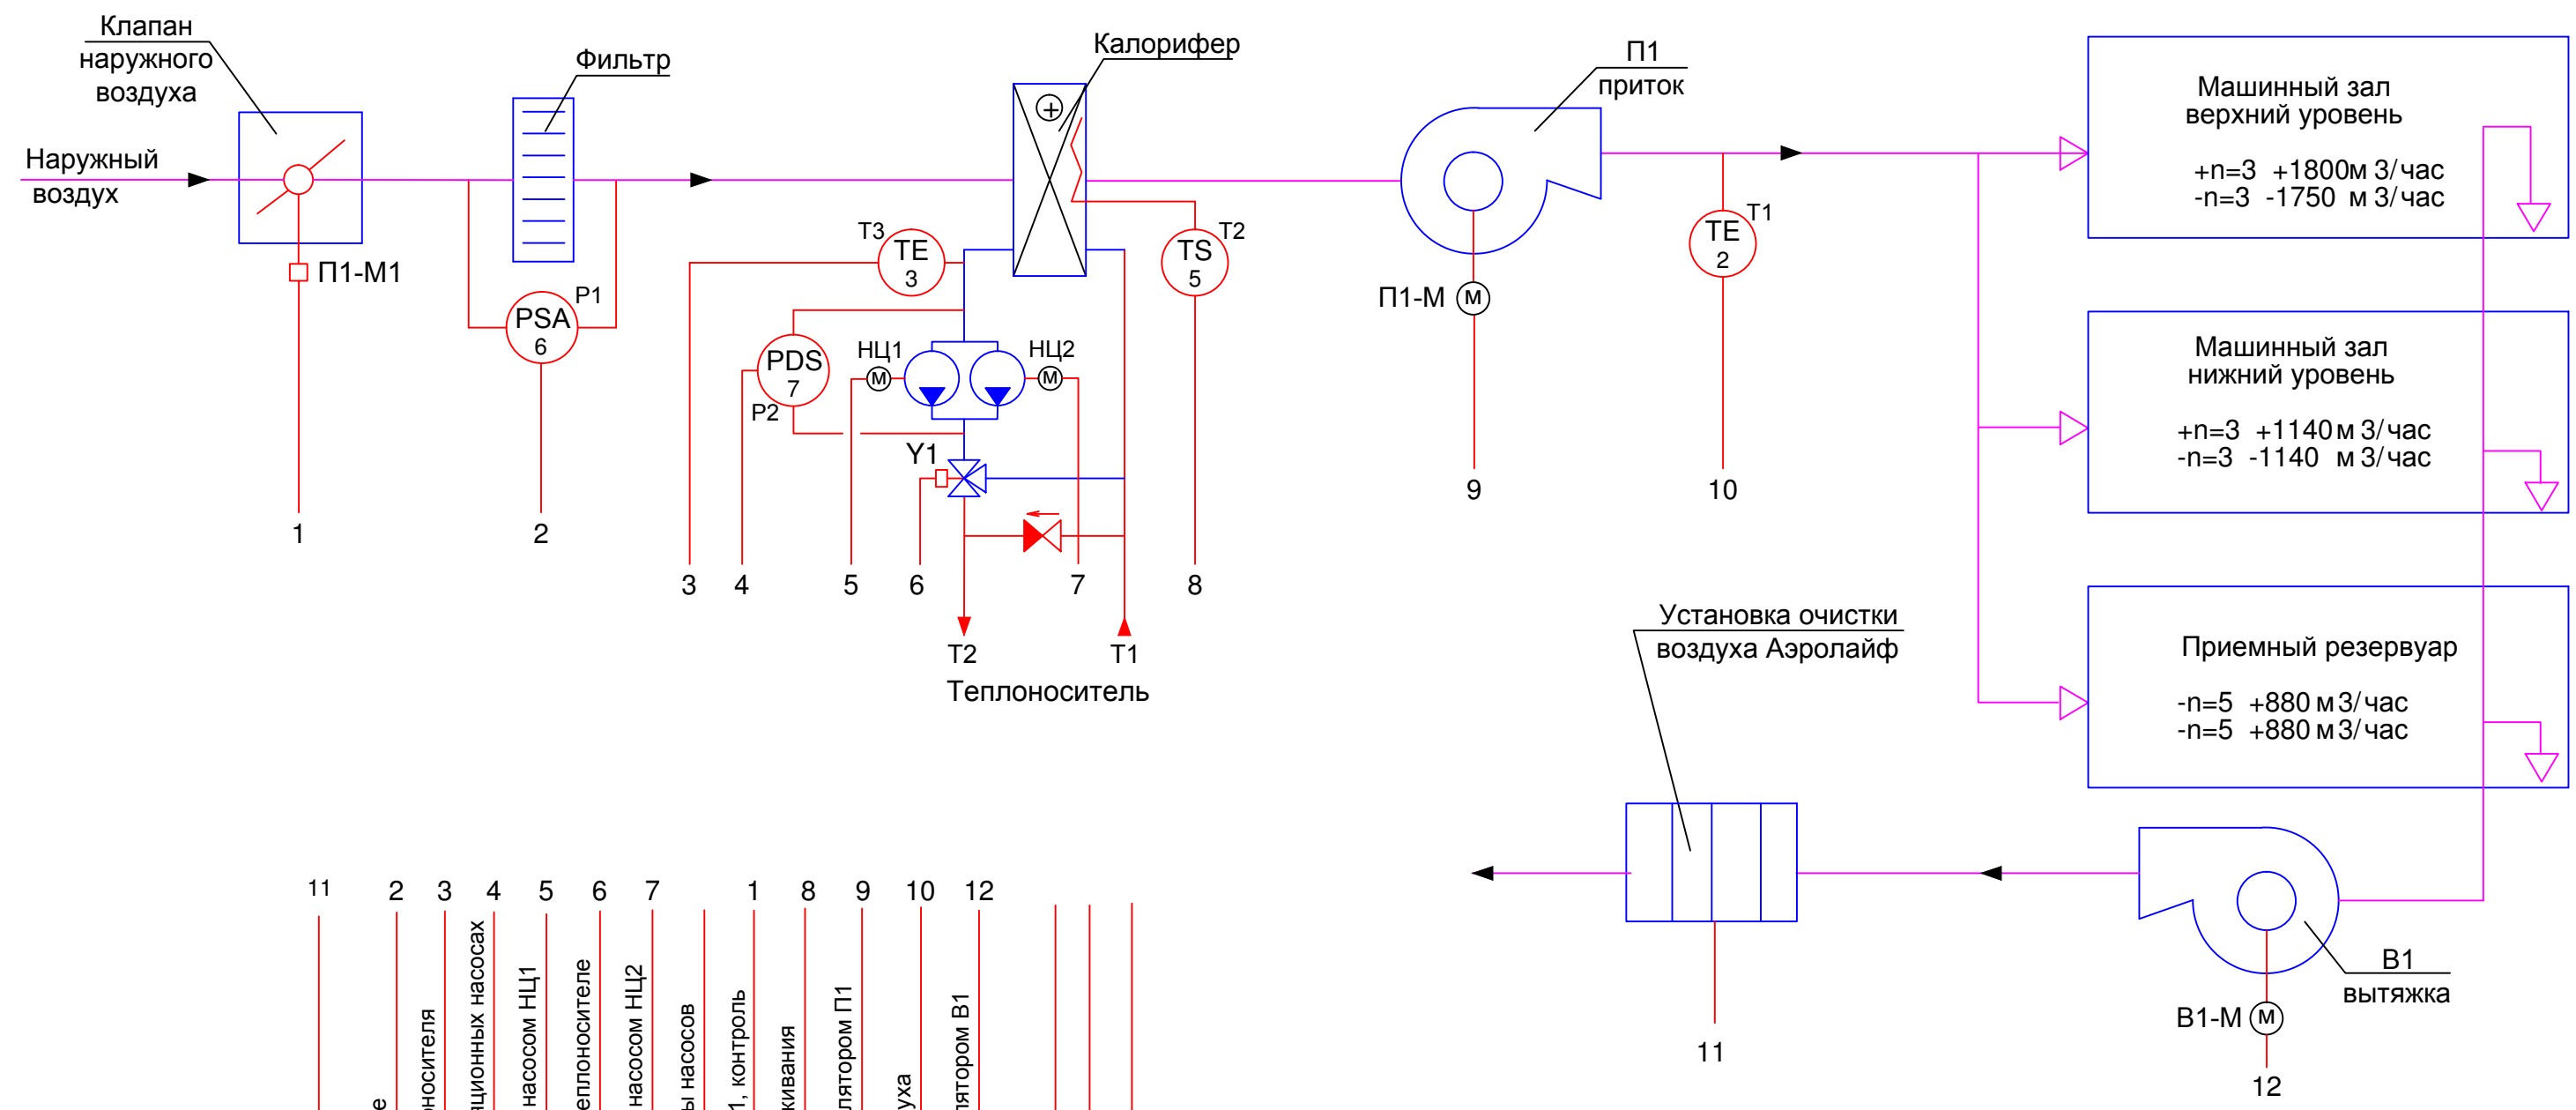 Клапан
наружного
воздуха
Наружный
воздух
П1-М1
1
Фильтр
PSA
6
P1
2
Калорифер
+
T3
TE
3
TS
5
T2
PDS
7
P2
НЦ1
М
НЦ2
М
Y1
3
4
5
6
7
8
T2
T1
Теплоноситель
П1
приток
П1-М
М
9
TE
2
T1
10
Машинный зал
верхний уровень
+n=3 +1800м 3/час
-n=3 -1750 м 3/час
Машинный зал
нижний уровень
+n=3 +1140 м 3/час
-n=3 -1140 м 3/час
Приемный резервуар
-n=5 +880 м 3/час
-n=5 +880 м 3/час
Установка очистки
воздуха Аэролайф
11
В1
вытяжка
В1-М
М
12
11
2
3
4
5
6
7
1
8
9
10
12
насосах
насосом НЦ1
насосом НЦ2
насосов
контроль
П1
В1